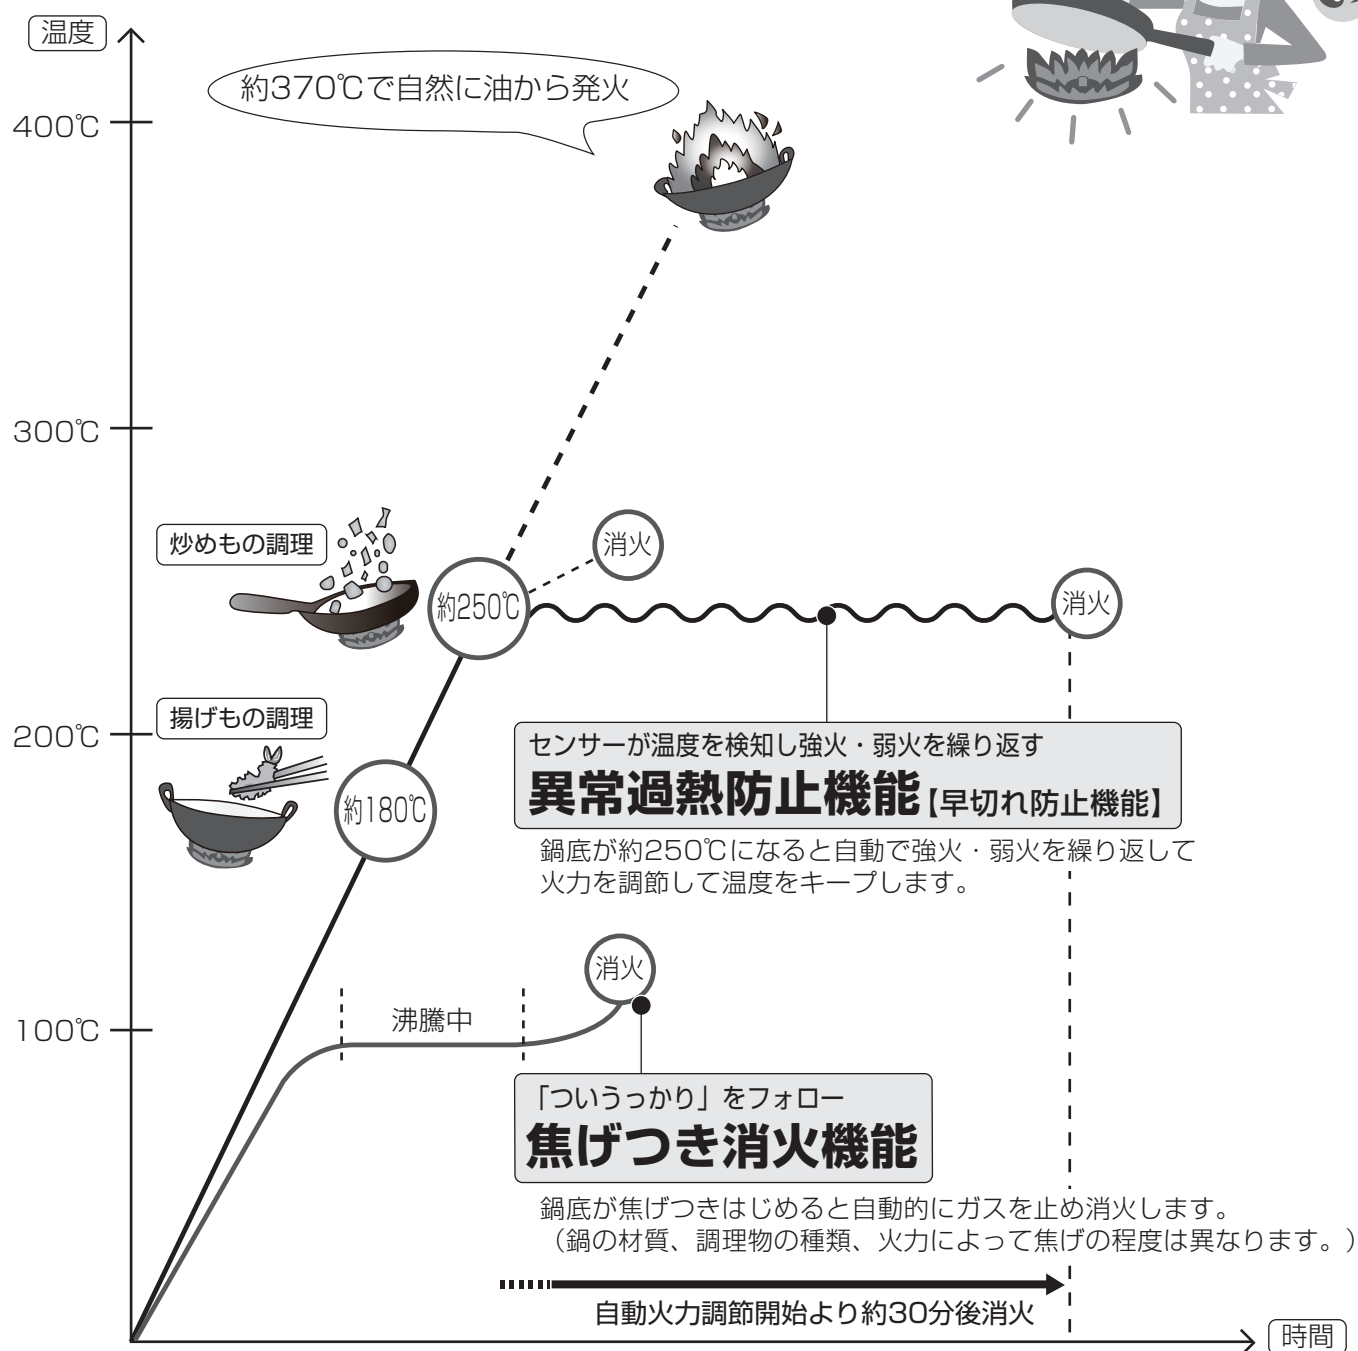 温度
約370℃で自然に油から発火
400℃
300℃
炒めもの調理
消火
約250℃
消火
揚げもの調理
200℃
約180℃
センサーが温度を検知し強火・弱火を繰り返す
異常過熱防止機能【早切れ防止機能】
鍋底が約250℃になると自動で強火・弱火を繰り返して
火力を調節して温度をキープします。
消火
沸騰中
100℃
「ついうっかり」をフォロー
焦げつき消火機能
鍋底が焦げつきはじめると自動的にガスを止め消火します。
（鍋の材質、調理物の種類、火力によって焦げの程度は異なります。）
自動火力調節開始より約30分後消火
時間